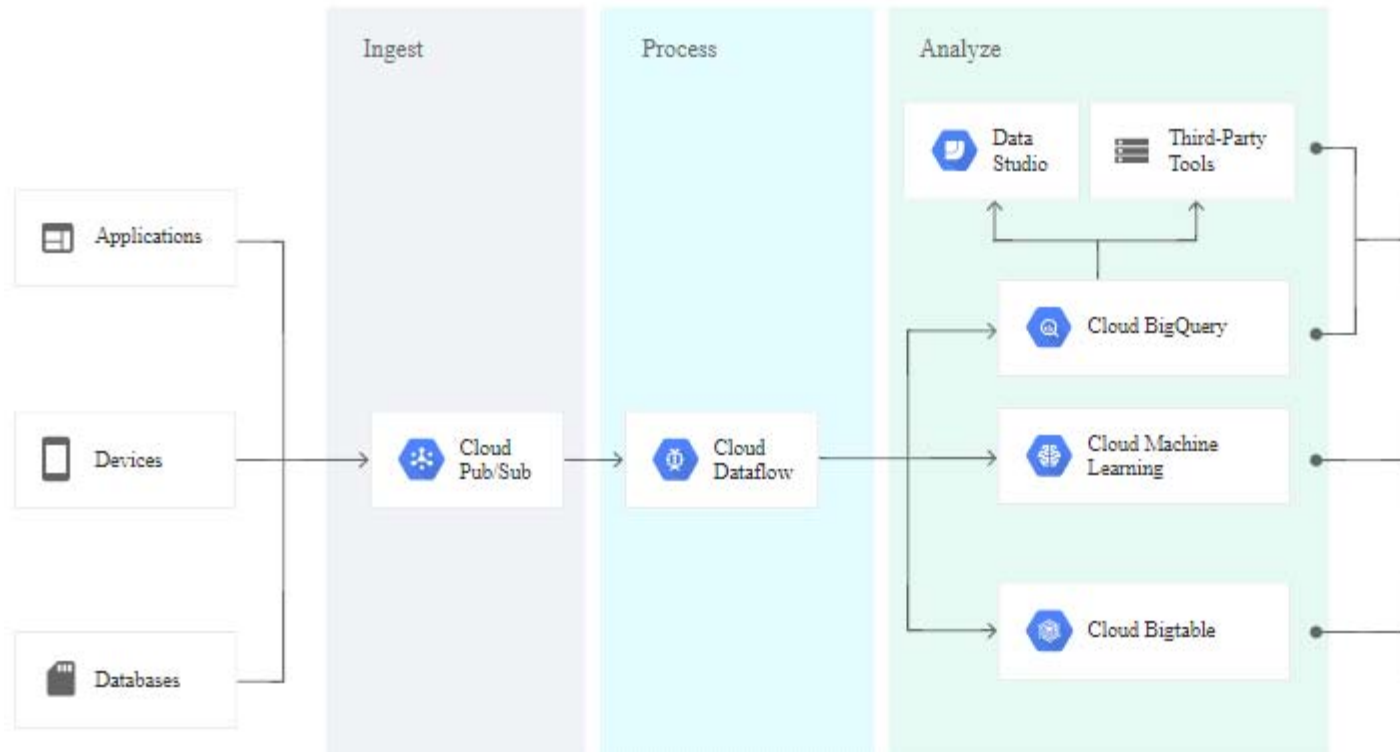 Ingest
Process
Analyze
Data
Studio
Third-Party
Tools
Applications
Cloud BigQuery
Devices
Cloud
Pub/Sub
Cloud
Dataflow
Cloud Machine
Learning
Cloud Bigtable
Databases